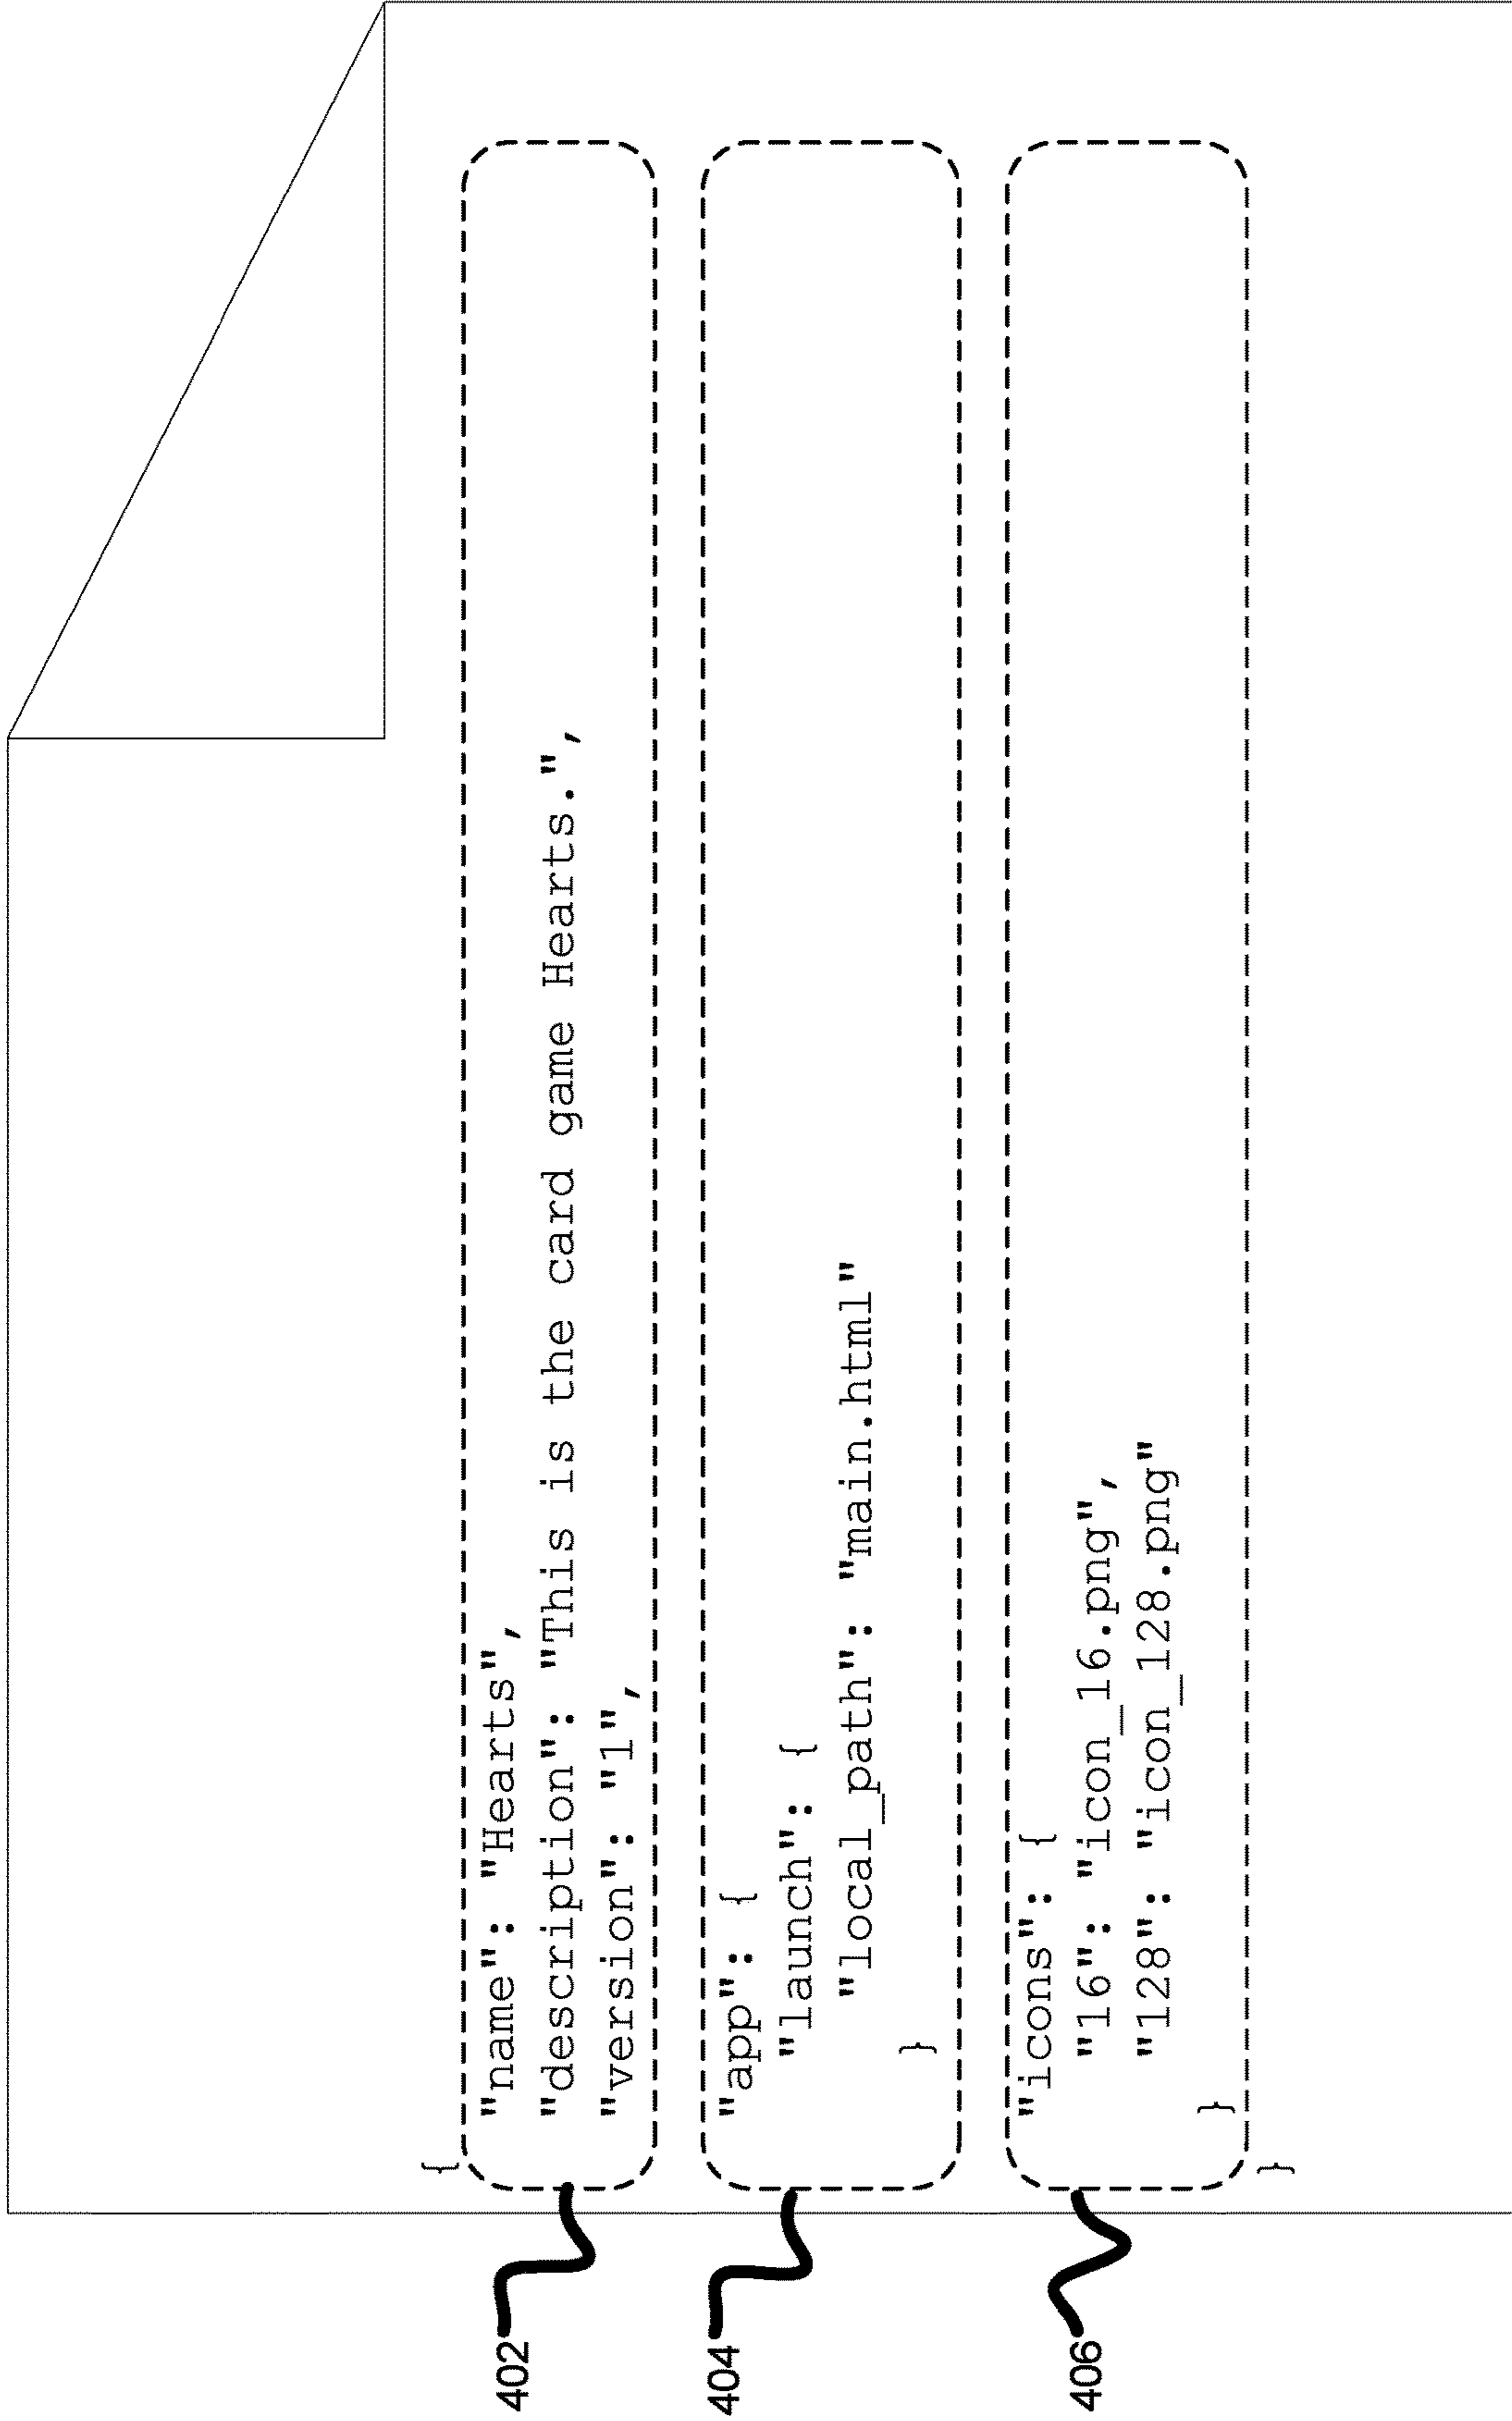 {
402
"name": "Hearts",
"description": "This is the card game Hearts.",
"version": "1",
404
"app": {
"launch": {
"local_path": "main.html"
}
406
"icons": {
"16": "icon_16.png",
"128": "icon_128.png"
}
}